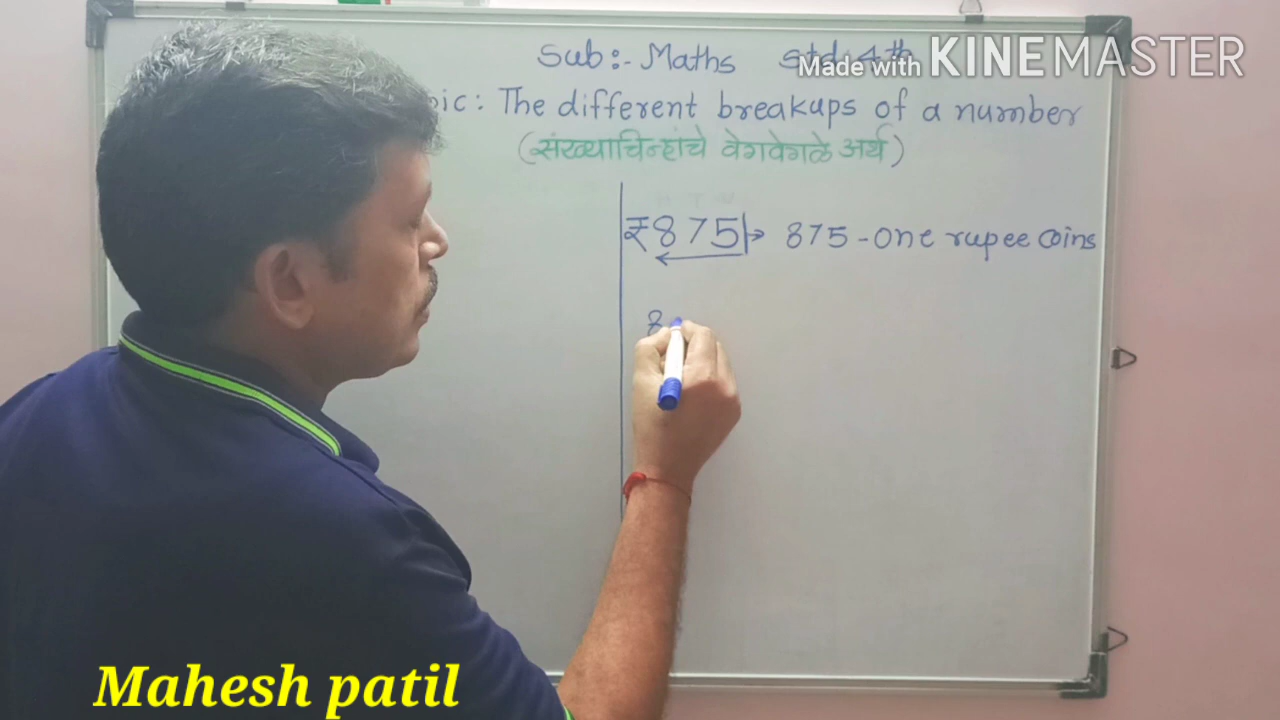 Sub:- Maths std 4th
Made with KINEMASTER
pic: The different breakups of a number
(संख्याचिन्हांचे वेगवेगळे अर्थ)
₹875 → 875 - One rupee coins
8
Mahesh patil